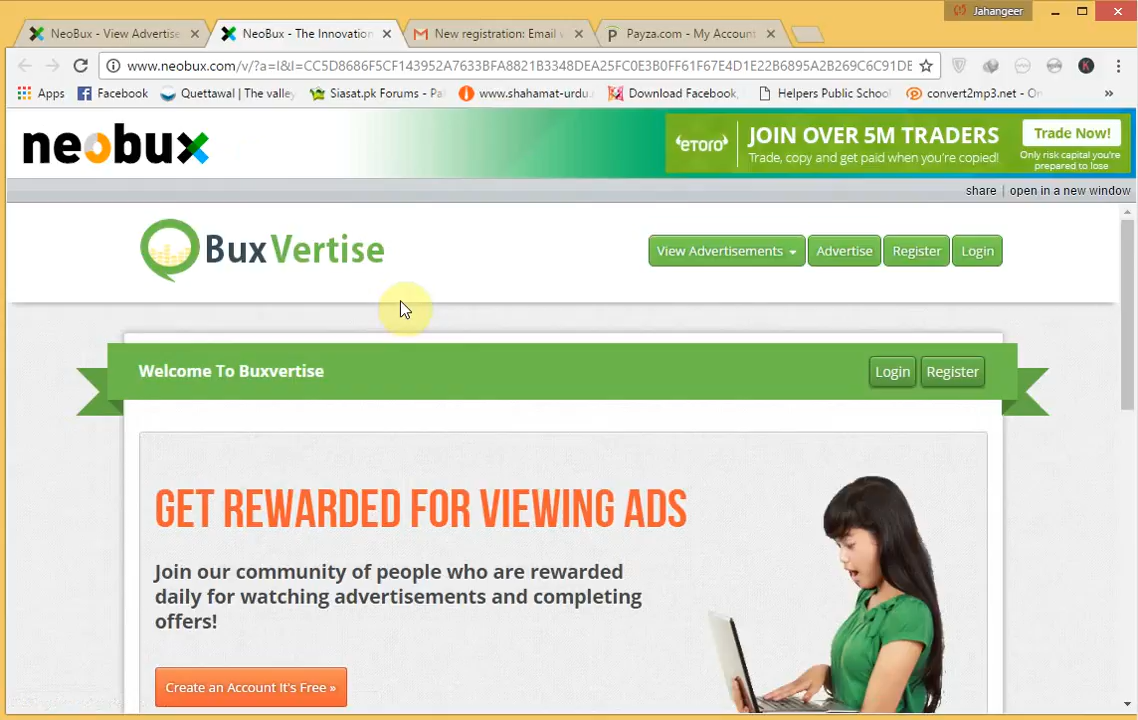 Jahangeer
NeoBux - View Advertise
NeoBux - The Innovation
New registration: Email v
Payza.com - My Account
www.neobux.com/v/?a=l&l=CC5D8686F5CF143952A7633BFA8821B3348DEA25FC0E3B0FF61F67E4D1E22B6895A2B269C6C91DE
Apps
Facebook
Quettawal | The valley
Siasat.pk Forums - Pa
www.shahamat-urdu.
Download Facebook,
Helpers Public School
convert2mp3.net - On
»
neobux
eToro
JOIN OVER 5M TRADERS
Trade, copy and get paid when you're copied!
Trade Now!
Only risk capital you're
prepared to lose
share | open in a new window
BuxVertise
View Advertisements
Advertise
Register
Login
Welcome To Buxvertise
Login
Register
GET REWARDED FOR VIEWING ADS
Join our community of people who are rewarded
daily for watching advertisements and completing
offers!
Create an Account It's Free »